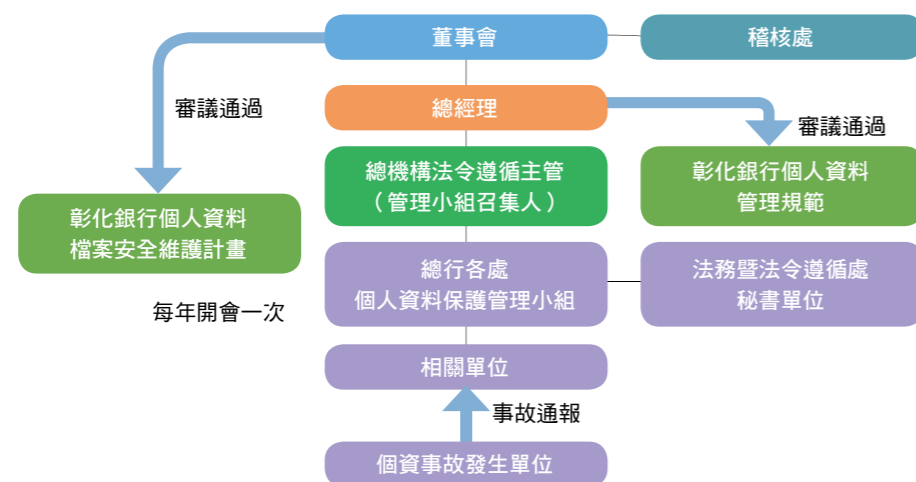 董事會
稽核處
審議通過
總經理
審議通過
總機構法令遵循主管
（管理小組召集人）
彰化銀行個人資料
管理規範
彰化銀行個人資料
檔案安全維護計畫
總行各處
個人資料保護管理小組
法務暨法令遵循處
秘書單位
每年開會一次
相關單位
事故通報
個資事故發生單位